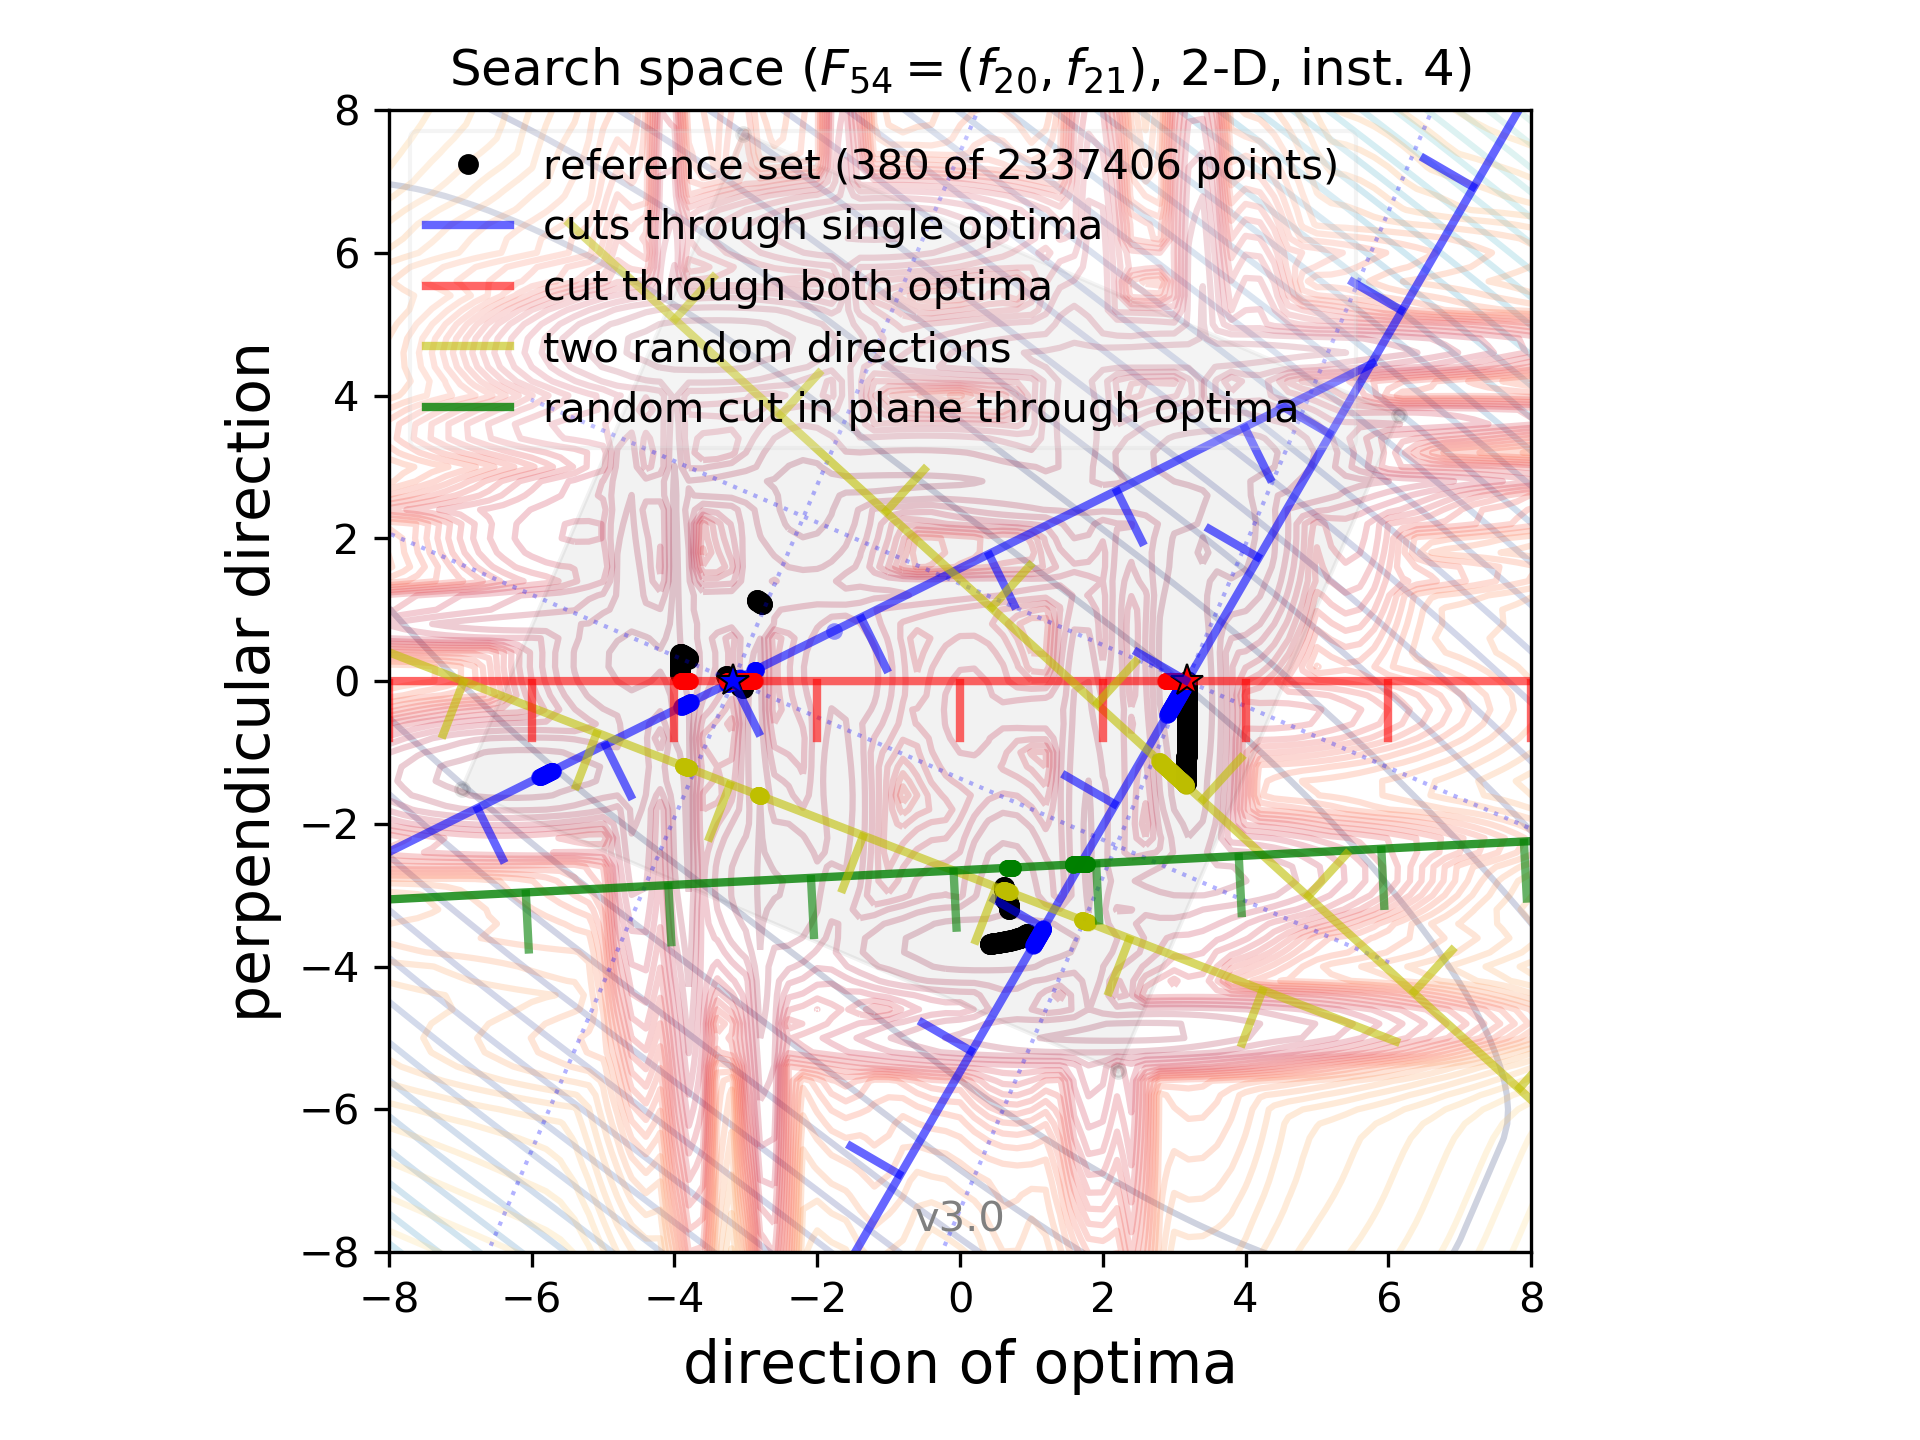 Search space (F54 = (f20, f21), 2-D, inst. 4)
reference set (380 of 2337406 points)
cuts through single optima
cut through both optima
two random directions
random cut in plane through optima
perpendicular direction
8
6
4
2
0
−2
−4
−6
−8
v3.0
−8 −6 −4 −2 0 2 4 6 8
direction of optima